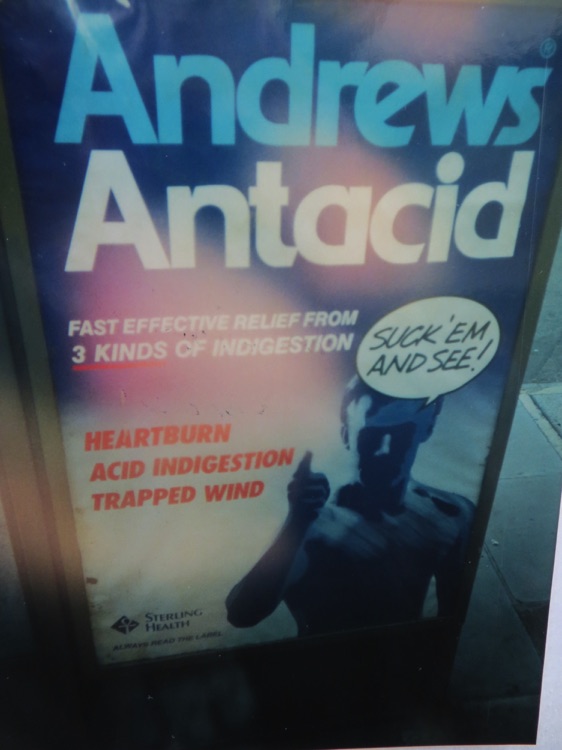 Andrews®
Antacid
FAST EFFECTIVE RELIEF FROM
3 KINDS OF INDIGESTION
SUCK 'EM
AND SEE!
HEARTBURN
ACID INDIGESTION
TRAPPED WIND
STERLING
HEALTH
ALWAYS READ THE LABEL